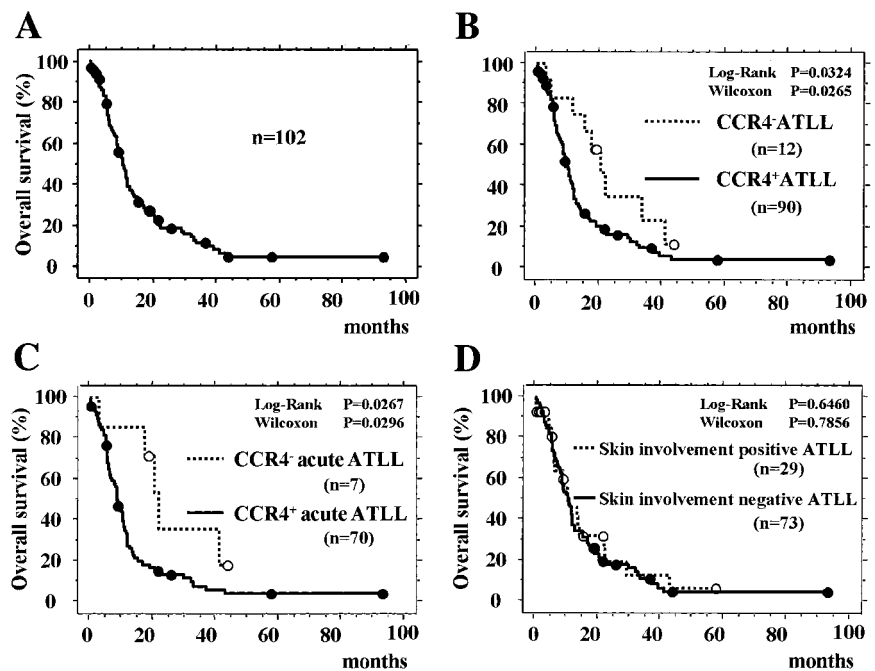 A
Overall survival (%)
100
80
60
40
20
0
n=102
0 20 40 60 80 100
months
B
Overall survival (%)
100
80
60
40
20
0
Log-Rank P=0.0324
Wilcoxon P=0.0265
CCR4-ATLL
(n=12)
CCR4+ATLL
(n=90)
0 20 40 60 80 100
months
C
Overall survival (%)
100
80
60
40
20
0
Log-Rank P=0.0267
Wilcoxon P=0.0296
CCR4- acute ATLL
(n=7)
CCR4+ acute ATLL
(n=70)
0 20 40 60 80 100
months
D
Overall survival (%)
100
80
60
40
20
0
Log-Rank P=0.6460
Wilcoxon P=0.7856
Skin involvement positive ATLL
(n=29)
Skin involvement negative ATLL
(n=73)
0 20 40 60 80 100
months